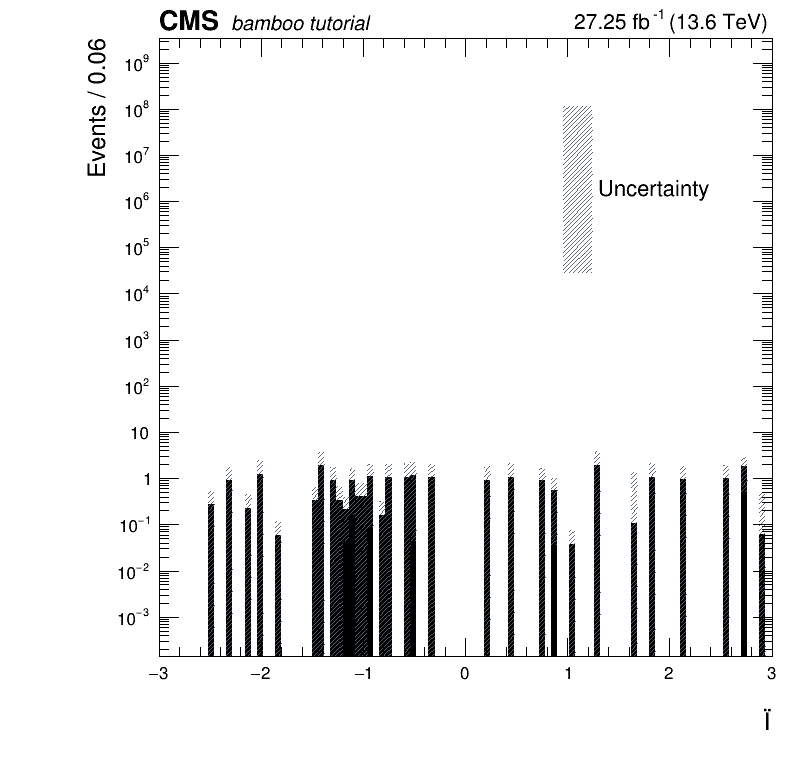 CMS bamboo tutorial 27.25 fb⁻¹ (13.6 TeV)
Events / 0.06
10⁹
10⁸
10⁷
10⁶
10⁵
10⁴
10³
10²
10
1
10⁻¹
10⁻²
10⁻³
Uncertainty
−3 −2 −1 0 1 2 3
Ï